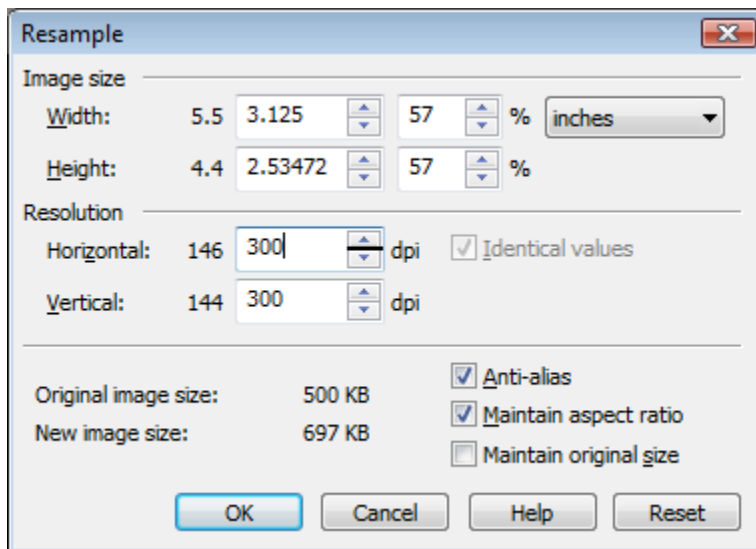 Resample
Image size
Width: 5.5 3.125 57 % inches
Height: 4.4 2.53472 57 %
Resolution
Horizontal: 146 300 dpi Identical values
Vertical: 144 300 dpi
Original image size: 500 KB
New image size: 697 KB
Anti-alias
Maintain aspect ratio
Maintain original size
OK Cancel Help Reset